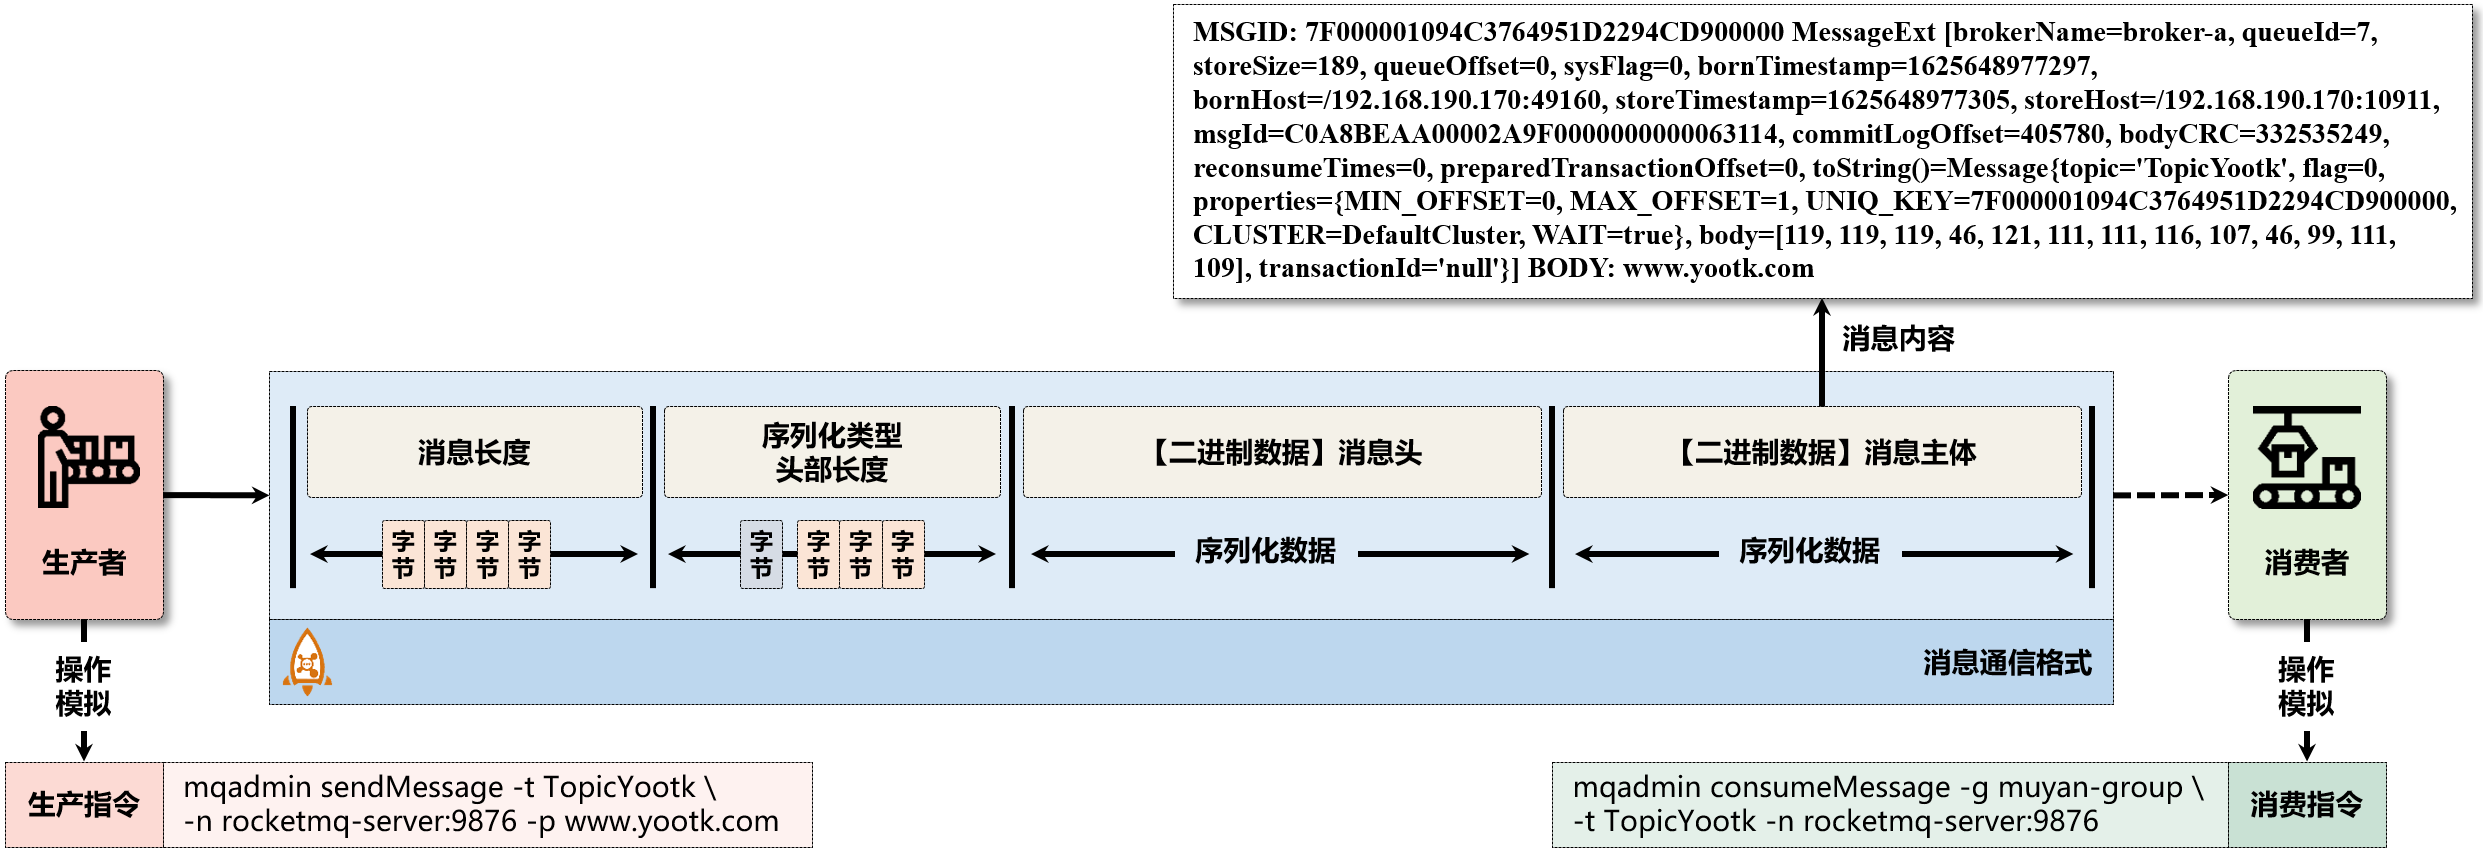 MSGID: 7F000001094C3764951D2294CD900000 MessageExt [brokerName=broker-a, queueId=7,
storeSize=189, queueOffset=0, sysFlag=0, bornTimestamp=1625648977297,
bornHost=/192.168.190.170:49160, storeTimestamp=1625648977305, storeHost=/192.168.190.170:10911,
msgId=C0A8BEAA00002A9F0000000000063114, commitLogOffset=405780, bodyCRC=332535249,
reconsumeTimes=0, preparedTransactionOffset=0, toString()=Message{topic='TopicYootk', flag=0,
properties={MIN_OFFSET=0, MAX_OFFSET=1, UNIQ_KEY=7F000001094C3764951D2294CD900000,
CLUSTER=DefaultCluster, WAIT=true}, body=[119, 119, 119, 46, 121, 111, 111, 116, 107, 46, 99, 111,
109], transactionId='null'}] BODY: www.yootk.com
消息内容
生产者
消息长度
字节
字节
字节
字节
序列化类型
头部长度
字节
字节
字节
字节
【二进制数据】消息头
序列化数据
【二进制数据】消息主体
序列化数据
消费者
消息通信格式
操作
模拟
操作
模拟
生产指令
mqadmin sendMessage -t TopicYootk \
-n rocketmq-server:9876 -p www.yootk.com
mqadmin consumeMessage -g muyan-group \
-t TopicYootk -n rocketmq-server:9876
消费指令